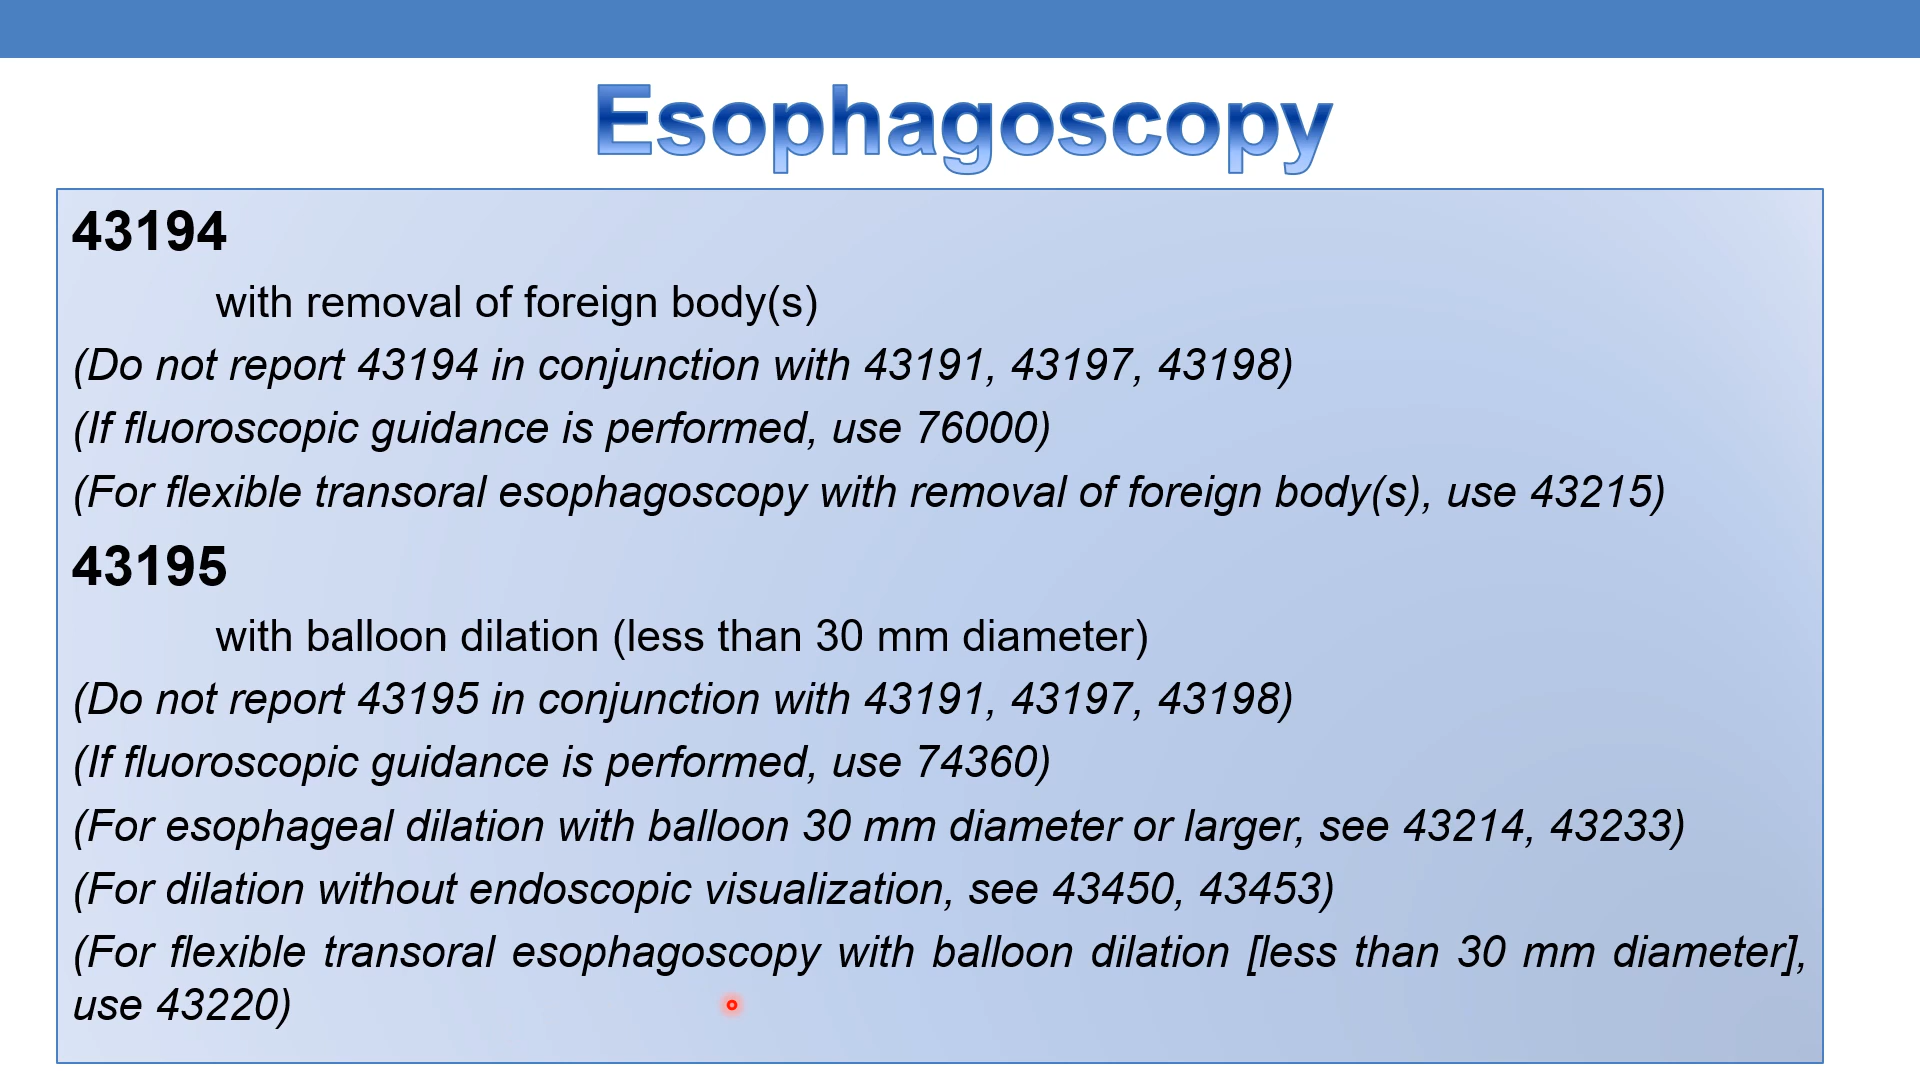 Esophagoscopy
43194
with removal of foreign body(s)
(Do not report 43194 in conjunction with 43191, 43197, 43198)
(If fluoroscopic guidance is performed, use 76000)
(For flexible transoral esophagoscopy with removal of foreign body(s), use 43215)
43195
with balloon dilation (less than 30 mm diameter)
(Do not report 43195 in conjunction with 43191, 43197, 43198)
(If fluoroscopic guidance is performed, use 74360)
(For esophageal dilation with balloon 30 mm diameter or larger, see 43214, 43233)
(For dilation without endoscopic visualization, see 43450, 43453)
(For flexible transoral esophagoscopy with balloon dilation [less than 30 mm diameter],
use 43220)